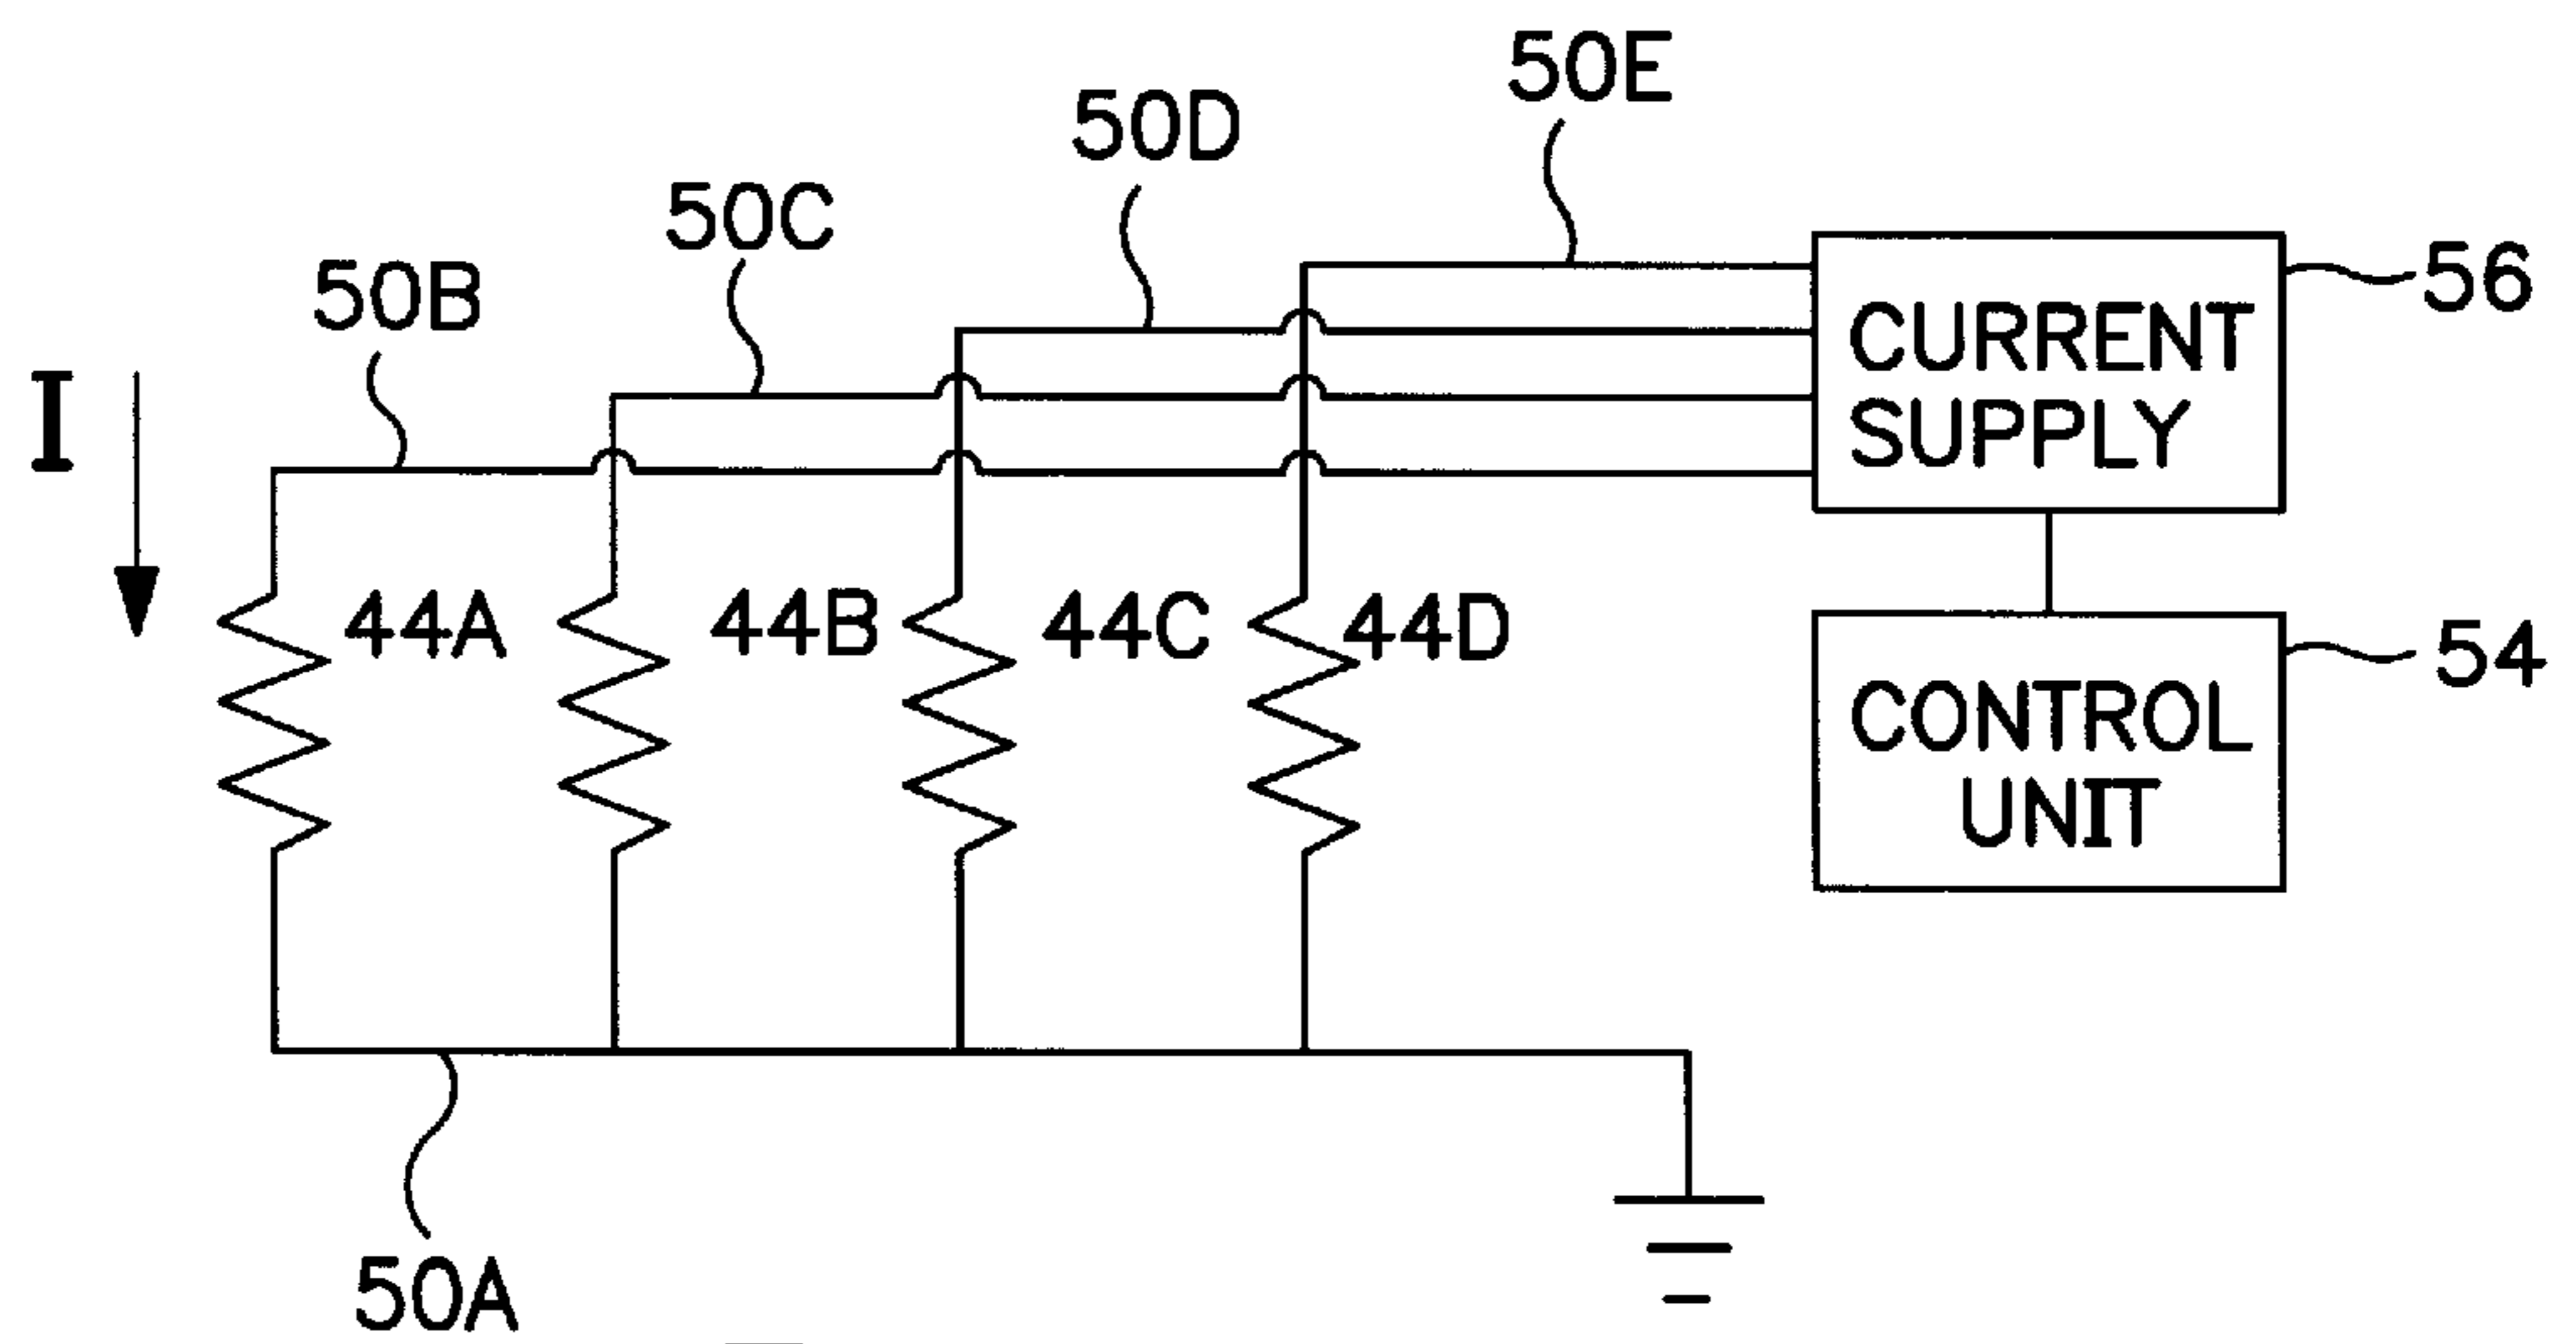 50E
50D
50C
50B
56
CURRENT
SUPPLY
I
44A
44B
44C
44D
54
CONTROL
UNIT
50A